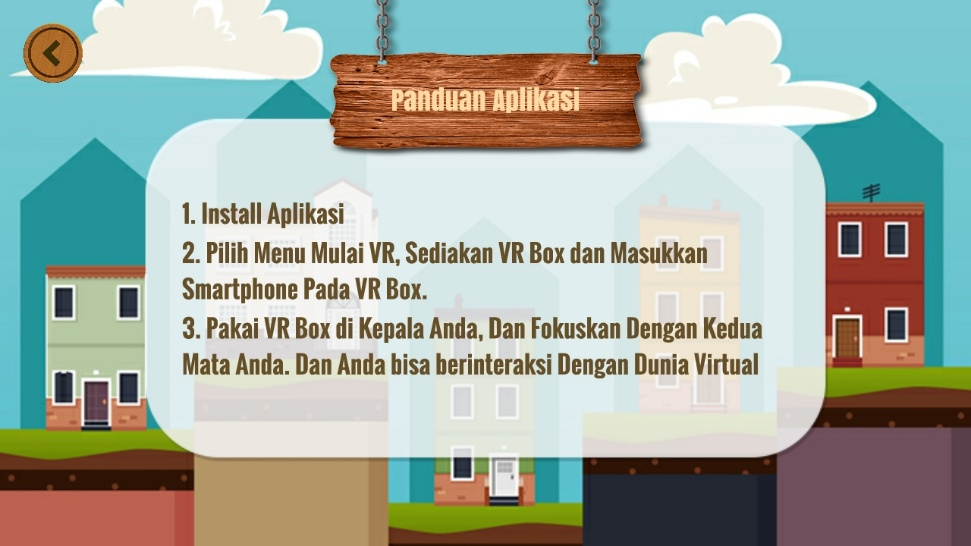 Panduan Aplikasi
1. Install Aplikasi
2. Pilih Menu Mulai VR, Sediakan VR Box dan Masukkan
Smartphone Pada VR Box.
3. Pakai VR Box di Kepala Anda, Dan Fokuskan Dengan Kedua
Mata Anda. Dan Anda bisa berinteraksi Dengan Dunia Virtual